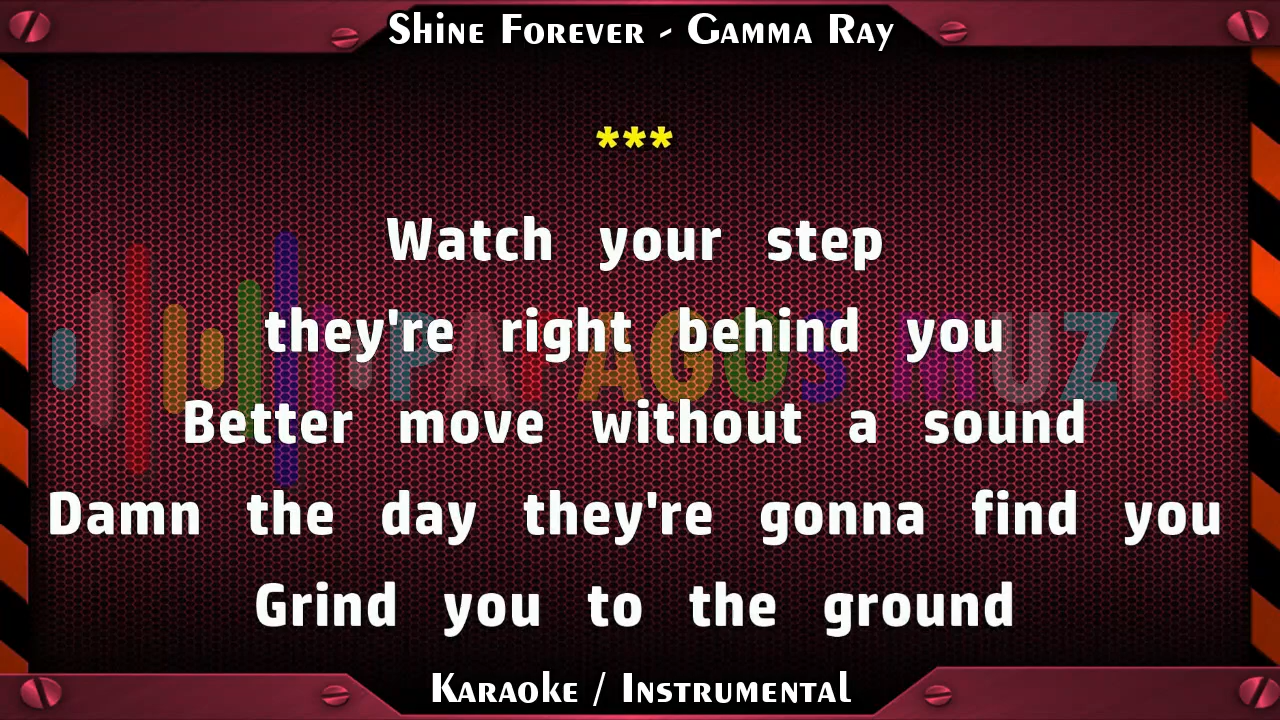 Shine Forever - Gamma Ray
***
Watch your step
they're right behind you
PAPAGOS MUZIK
Better move without a sound
Damn the day they're gonna find you
Grind you to the ground
Karaoke / Instrumental